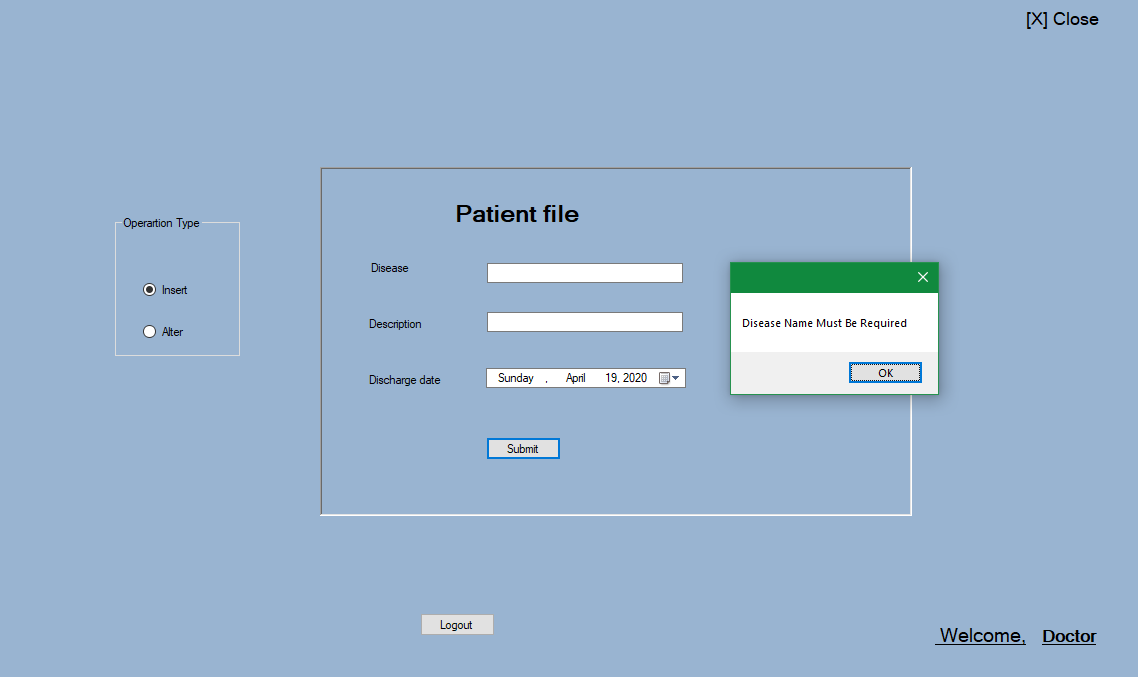 [X] Close
Operartion Type
Insert
Alter
Patient file
Disease
Description
Discharge date
Sunday , April 19, 2020
Submit
Disease Name Must Be Required
OK
Logout
Welcome, Doctor